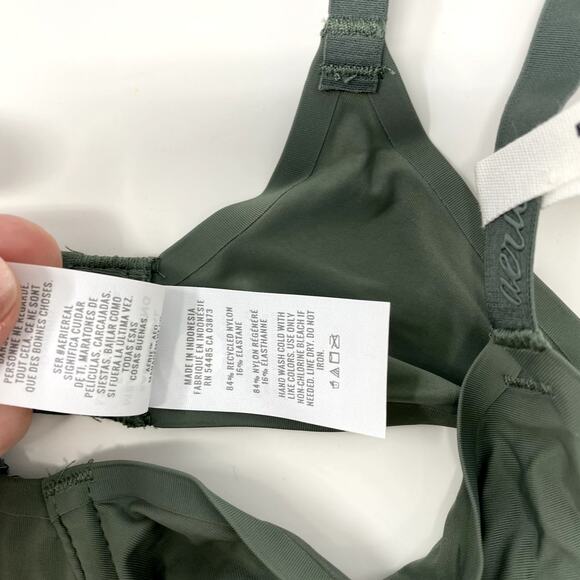 PERSONNE NE REGARDE.
TOUT CELA, CE NE SONT
QUE DES BONNES CHOSES.
SER #AERIEREAL
SIGNIFICA CUIDAR
DE TI. MARATONES DE
PELÍCULAS, CARCAJADAS,
SIESTAS. BAILAR COMO
SI FUERA LA ÚLTIMA VEZ.
COSAS ESAS
COSAS BUENAS.
MADE IN INDONESIA
FABRIQUÉ EN INDONÉSIE
RN 54485 CA 03873
84% RECYCLED NYLON
16% ELASTANE
84% NYLON RÉGÉNÉRÉ
16% ÉLASTHANNE
HAND WASH COLD WITH
LIKE COLORS. USE ONLY
NON-CHLORINE BLEACH IF
NEEDED. LINE DRY. DO NOT
IRON.
aerie